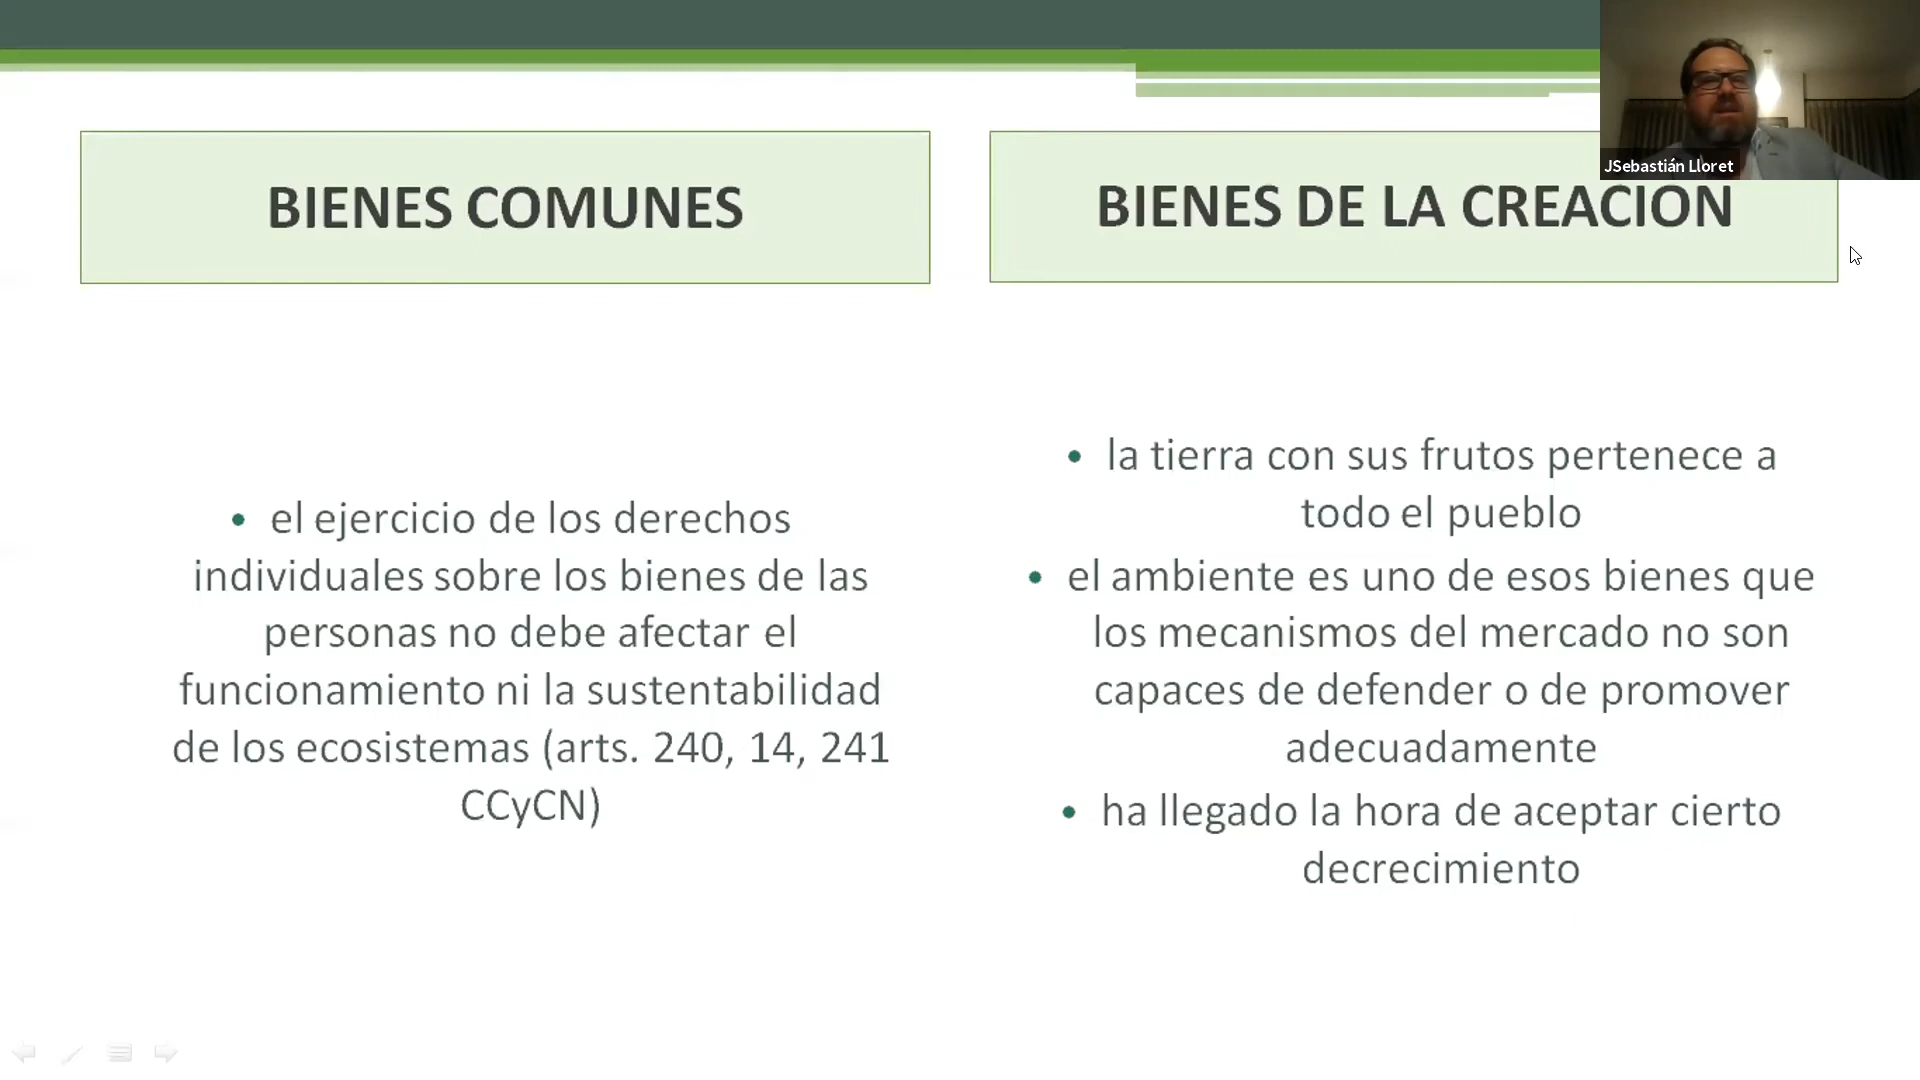 JSebastián Lloret
BIENES COMUNES
BIENES DE LA CREACION
• el ejercicio de los derechos
individuales sobre los bienes de las
personas no debe afectar el
funcionamiento ni la sustentabilidad
de los ecosistemas (arts. 240, 14, 241
CCyCN)
• la tierra con sus frutos pertenece a
todo el pueblo
• el ambiente es uno de esos bienes que
los mecanismos del mercado no son
capaces de defender o de promover
adecuadamente
• ha llegado la hora de aceptar cierto
decrecimiento